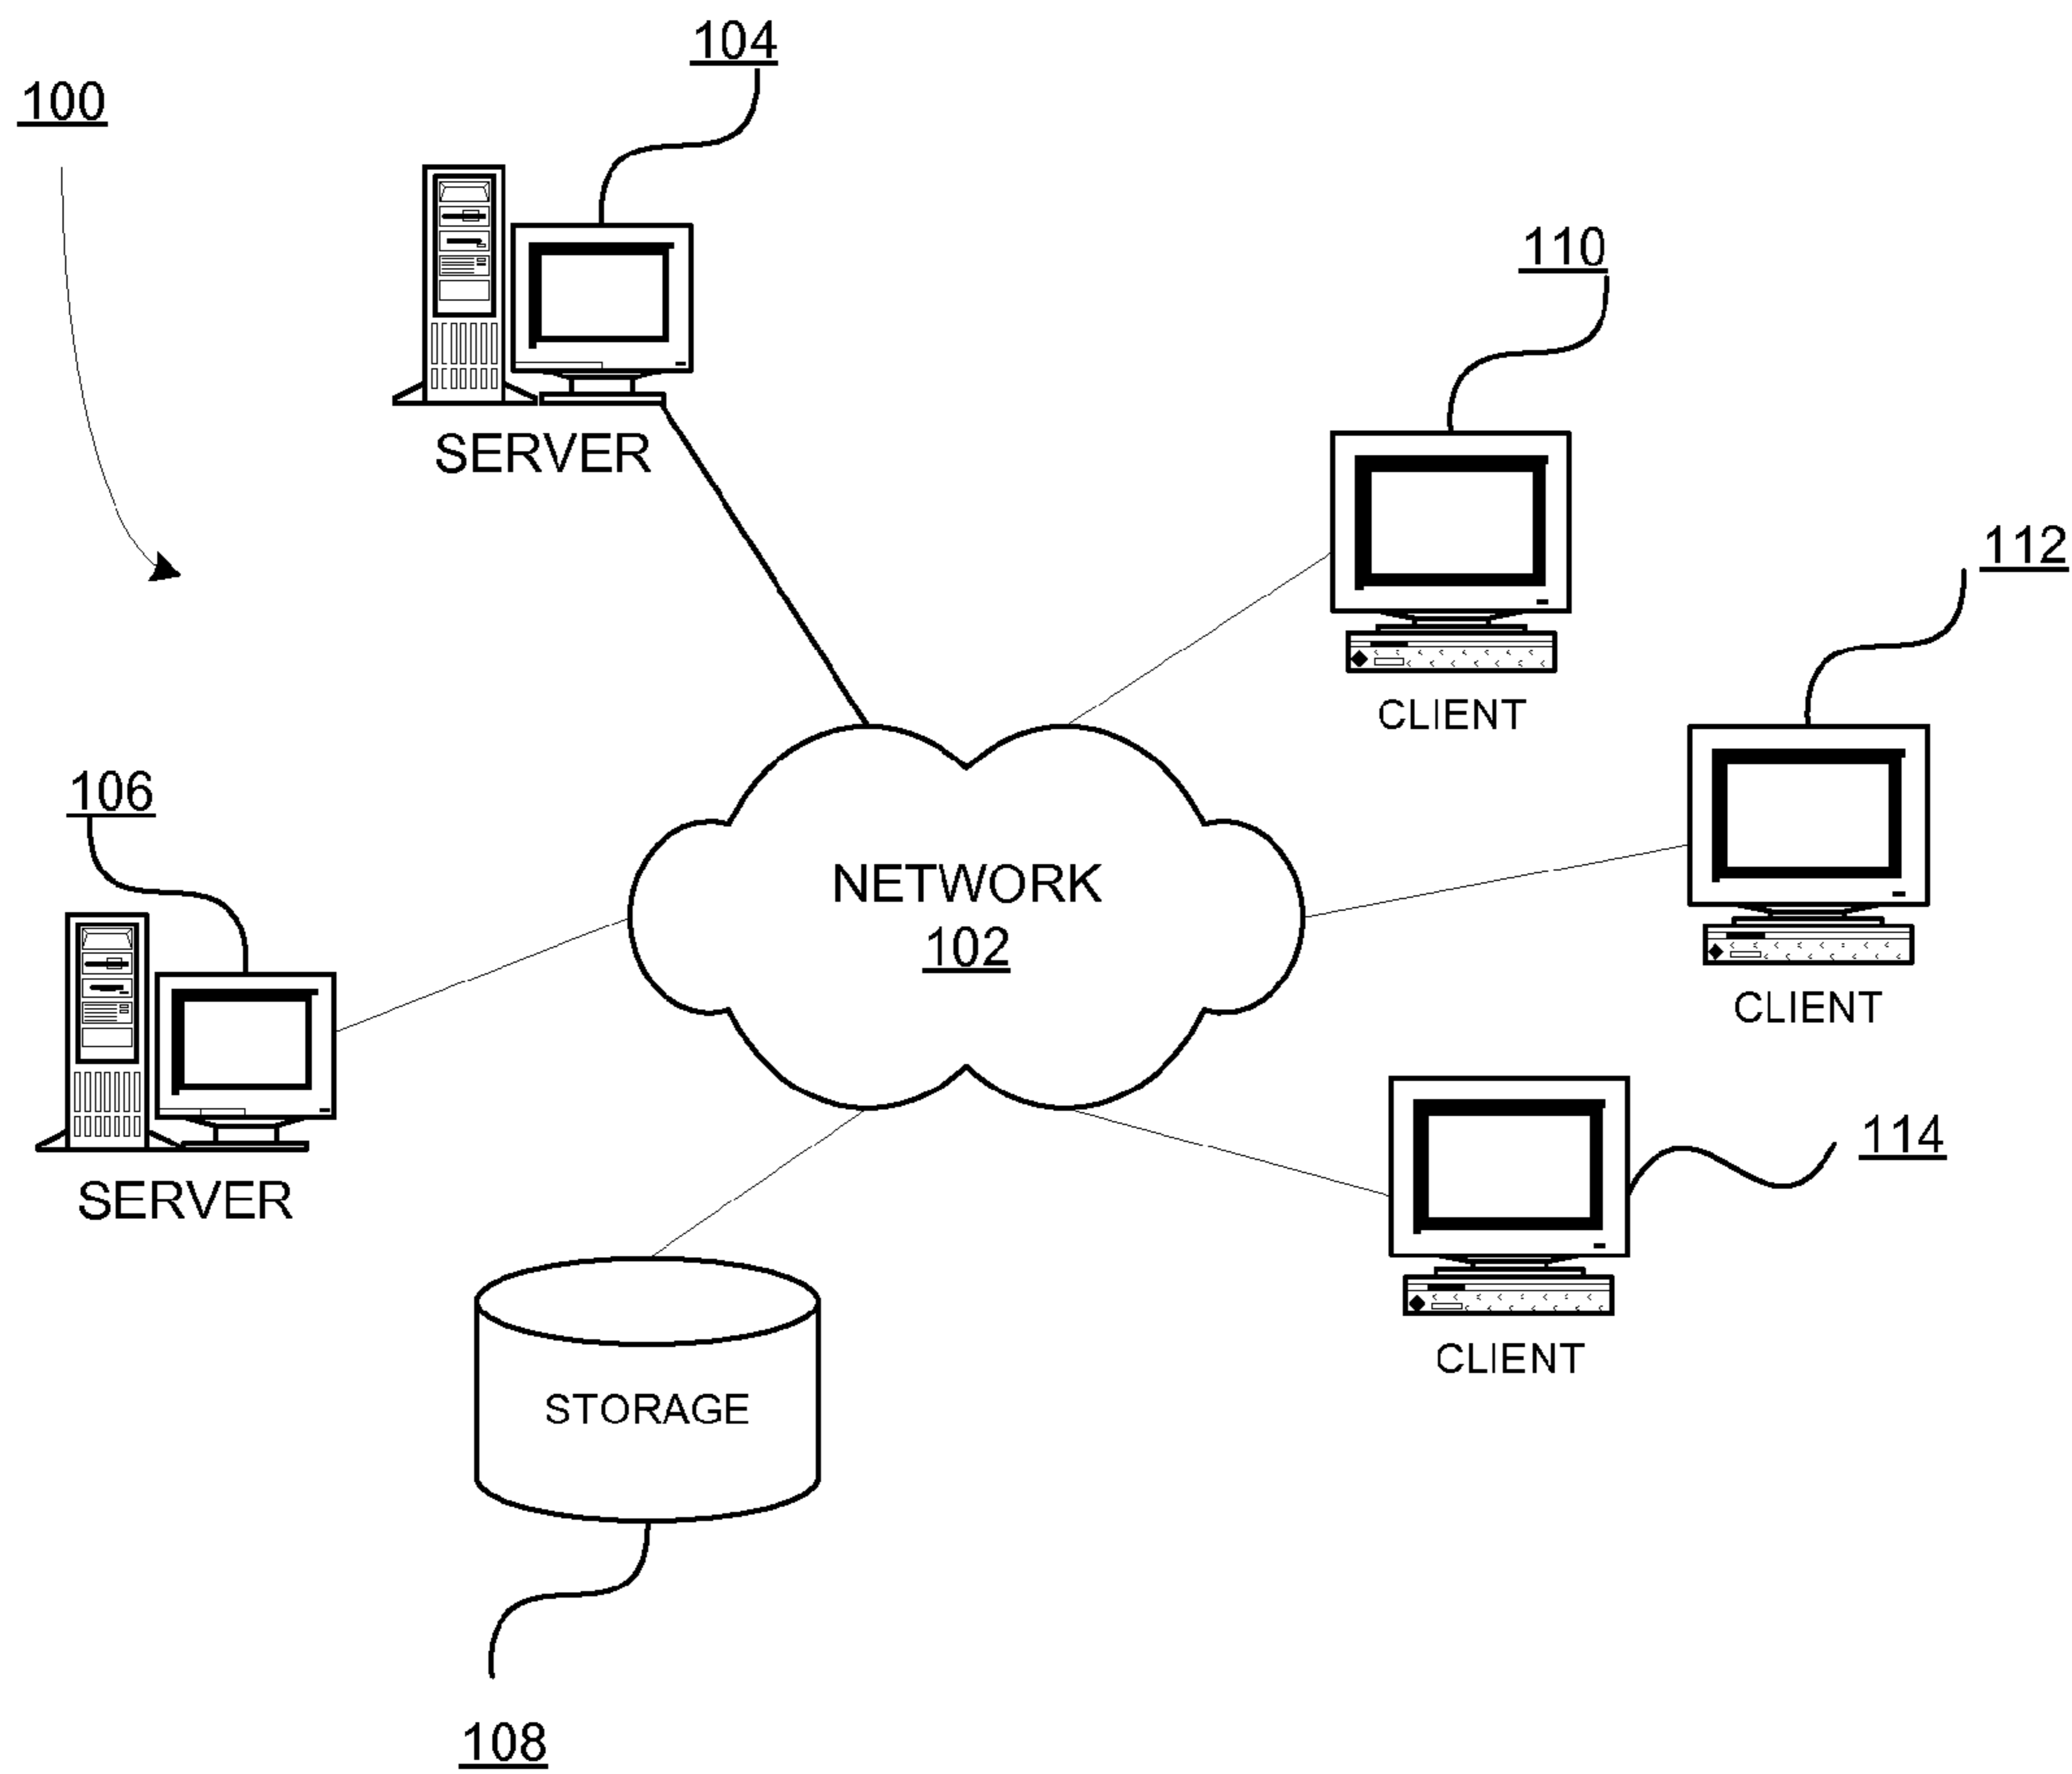 104
100
110
SERVER
112
CLIENT
106
NETWORK
102
CLIENT
114
SERVER
CLIENT
STORAGE
108